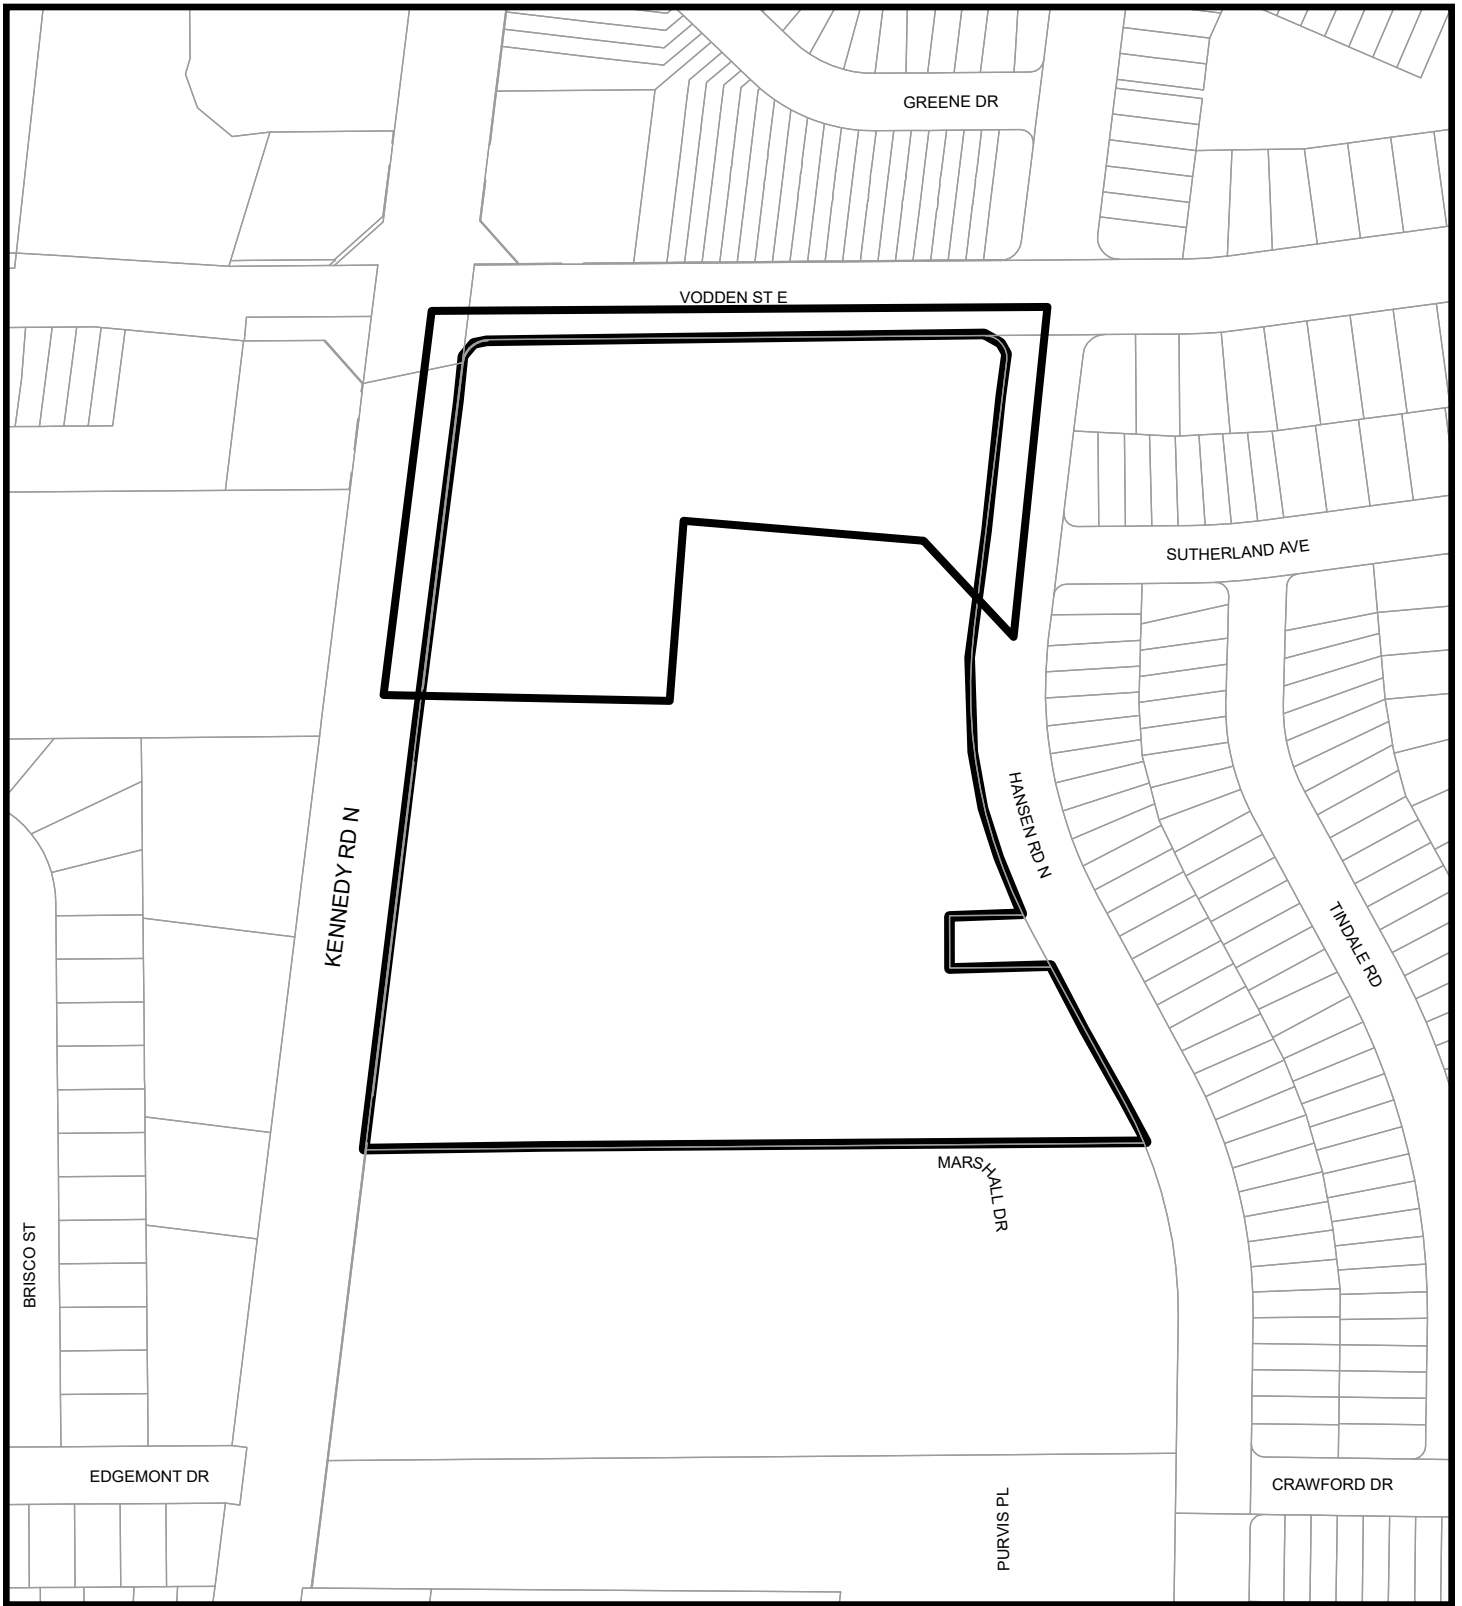 GREENE DR
VODDEN ST E
SUTHERLAND AVE
HANSEN RD N
KENNEDY RD N
TINDALE RD
MARSHALL DR
BRISCO ST
EDGEMONT DR
CRAWFORD DR
PURVIS PL